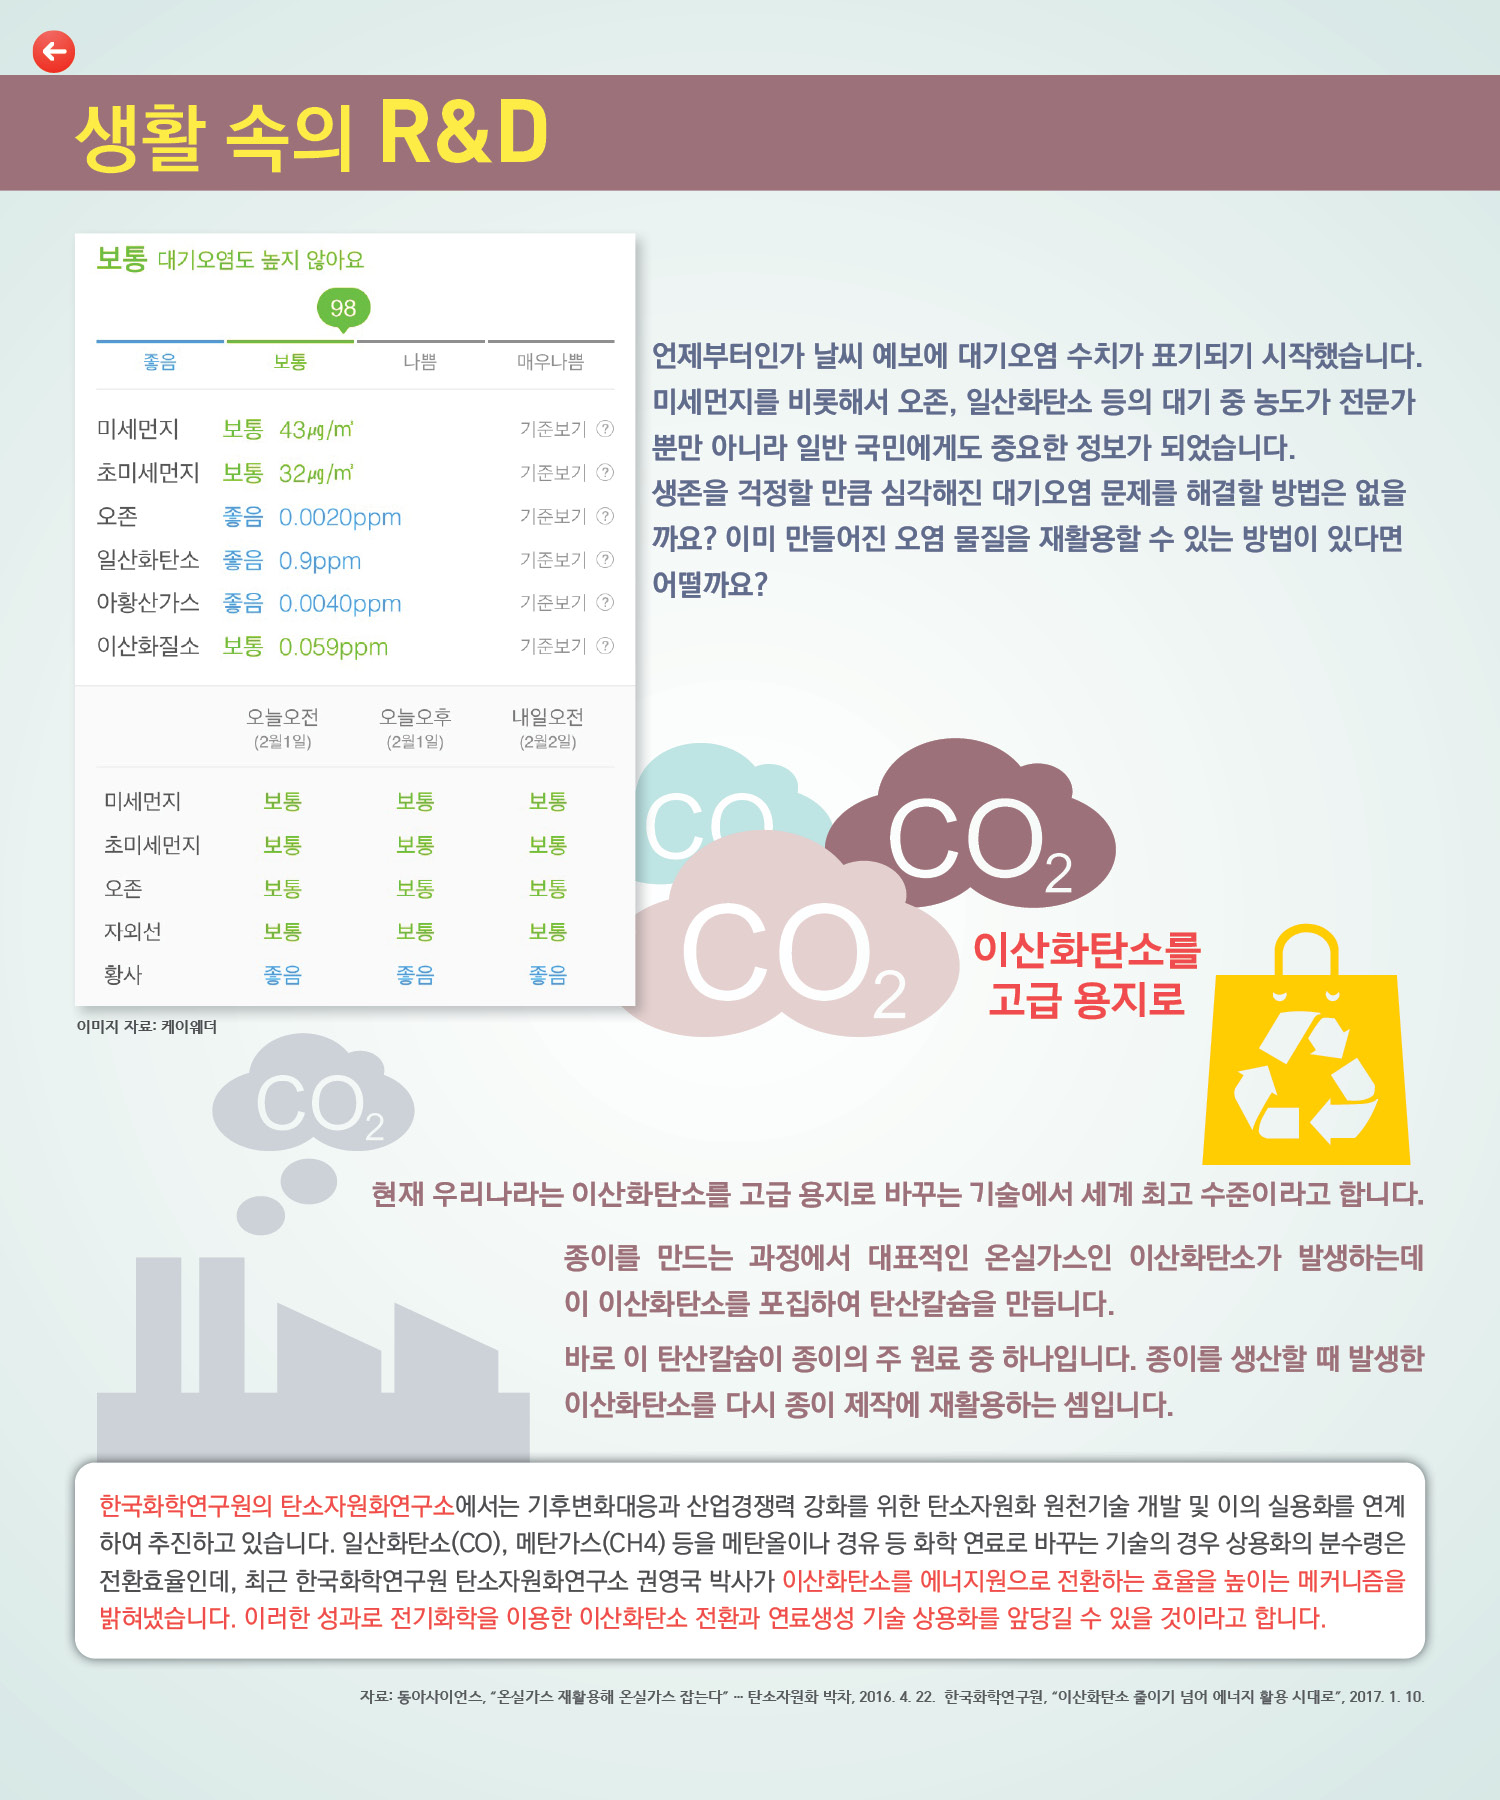 생활 속의 R&D
보통 대기오염도 높지 않아요
98
좋음 보통 나쁨 매우나쁨
미세먼지 보통 43㎍/㎥ 기준보기 ?
초미세먼지 보통 32㎍/㎥ 기준보기 ?
오존 좋음 0.0020ppm 기준보기 ?
일산화탄소 좋음 0.9ppm 기준보기 ?
아황산가스 좋음 0.0040ppm 기준보기 ?
이산화질소 보통 0.059ppm 기준보기 ?
오늘오전 오늘오후 내일오전
(2월1일) (2월1일) (2월2일)
미세먼지 보통 보통 보통
초미세먼지 보통 보통 보통
오존 보통 보통 보통
자외선 보통 보통 보통
황사 좋음 좋음 좋음
이미지 자료: 케이웨더
언제부터인가 날씨 예보에 대기오염 수치가 표기되기 시작했습니다.
미세먼지를 비롯해서 오존, 일산화탄소 등의 대기 중 농도가 전문가
뿐만 아니라 일반 국민에게도 중요한 정보가 되었습니다.
생존을 걱정할 만큼 심각해진 대기오염 문제를 해결할 방법은 없을
까요? 이미 만들어진 오염 물질을 재활용할 수 있는 방법이 있다면
어떨까요?
CO
CO2
CO2
이산화탄소를
고급 용지로
CO2
현재 우리나라는 이산화탄소를 고급 용지로 바꾸는 기술에서 세계 최고 수준이라고 합니다.
종이를 만드는 과정에서 대표적인 온실가스인 이산화탄소가 발생하는데
이 이산화탄소를 포집하여 탄산칼슘을 만듭니다.
바로 이 탄산칼슘이 종이의 주 원료 중 하나입니다. 종이를 생산할 때 발생한
이산화탄소를 다시 종이 제작에 재활용하는 셈입니다.
한국화학연구원의 탄소자원화연구소에서는 기후변화대응과 산업경쟁력 강화를 위한 탄소자원화 원천기술 개발 및 이의 실용화를 연계
하여 추진하고 있습니다. 일산화탄소(CO), 메탄가스(CH4) 등을 메탄올이나 경유 등 화학 연료로 바꾸는 기술의 경우 상용화의 분수령은
전환효율인데, 최근 한국화학연구원 탄소자원화연구소 권영국 박사가 이산화탄소를 에너지원으로 전환하는 효율을 높이는 메커니즘을
밝혀냈습니다. 이러한 성과로 전기화학을 이용한 이산화탄소 전환과 연료생성 기술 상용화를 앞당길 수 있을 것이라고 합니다.
자료: 동아사이언스, “온실가스 재활용해 온실가스 잡는다” … 탄소자원화 박차, 2016. 4. 22. 한국화학연구원, “이산화탄소 줄이기 넘어 에너지 활용 시대로”, 2017. 1. 10.